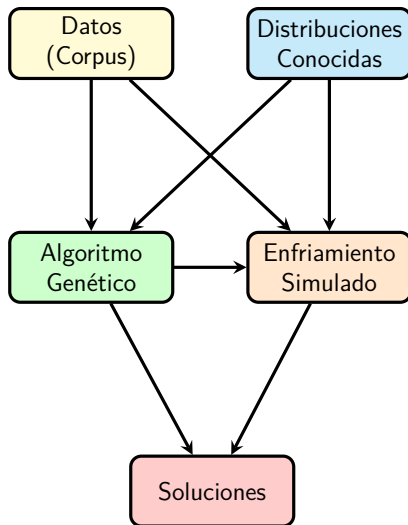 Datos
(Corpus)
Distribuciones
Conocidas
Algoritmo
Genético
Enfriamiento
Simulado
Soluciones